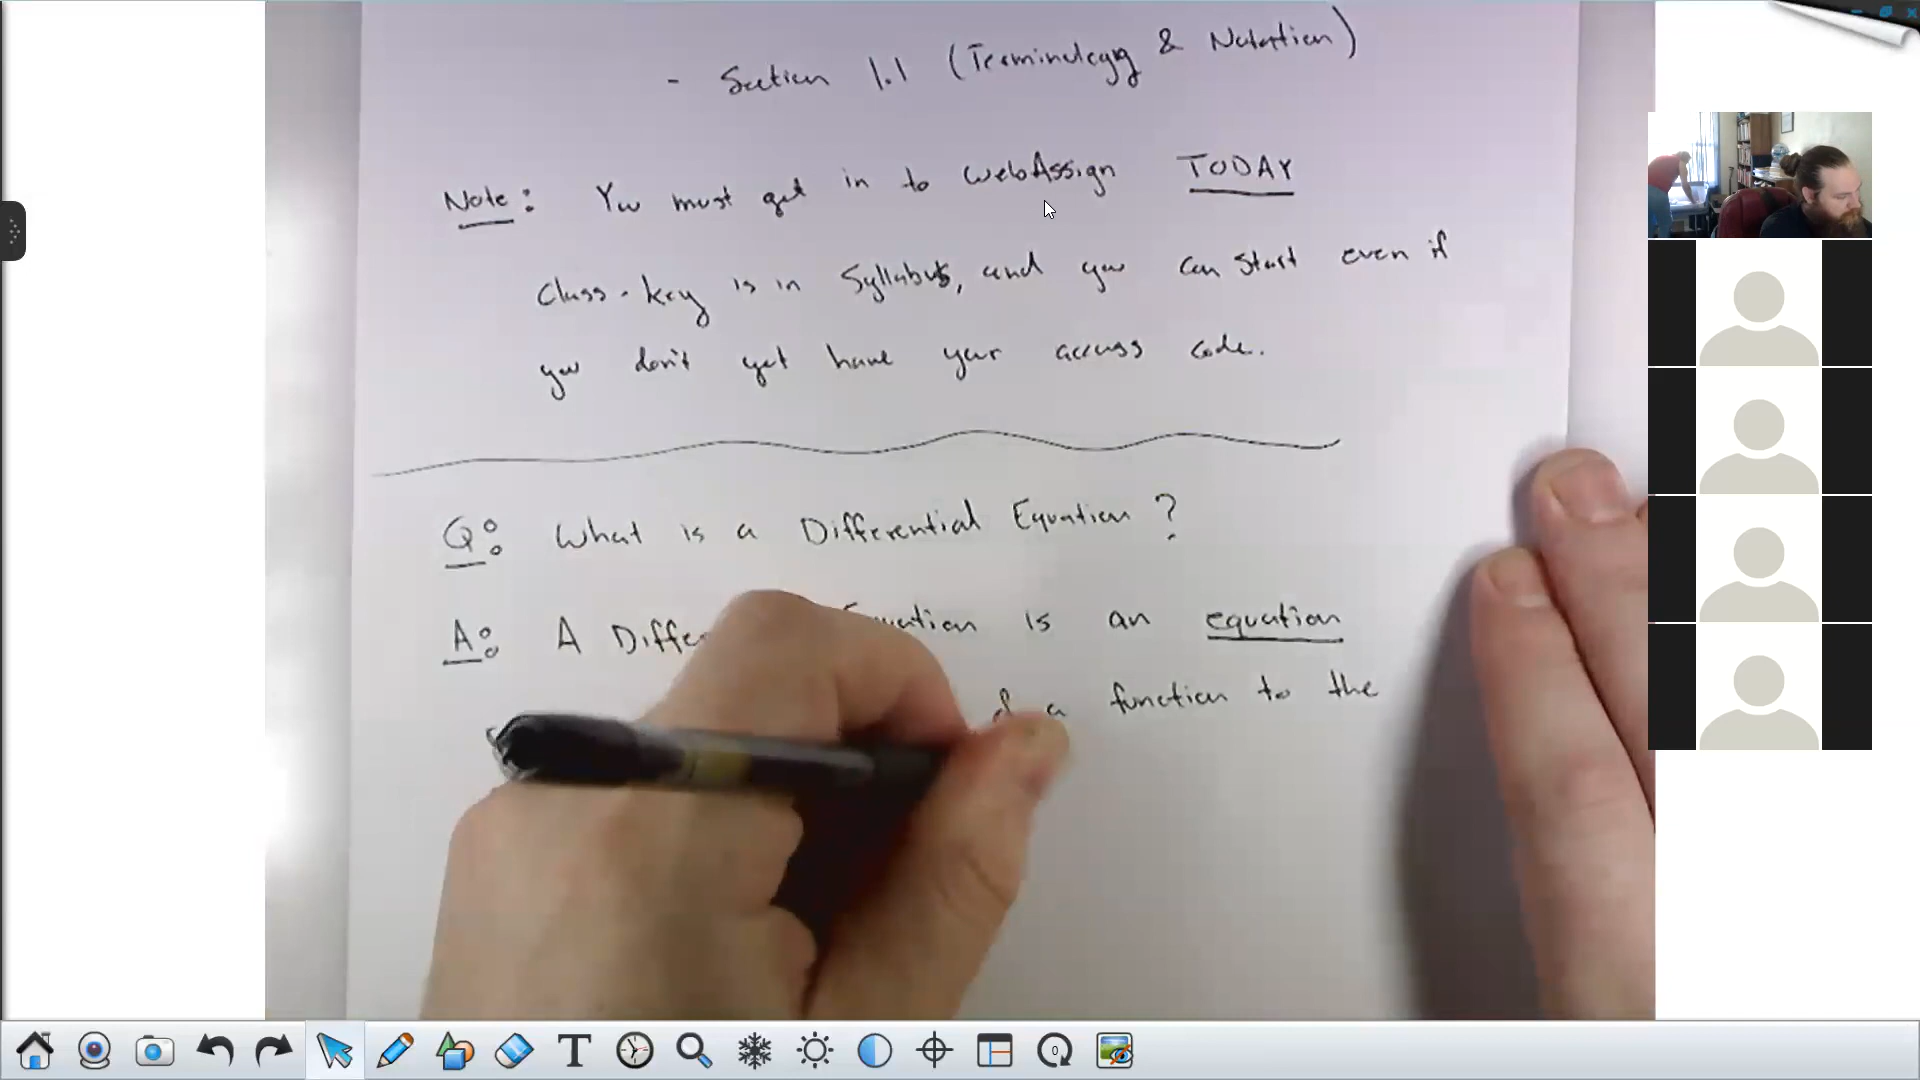 - Section 1.1 (Terminology & Notation)
Note: You must get in to WebAssign TODAY
Class-key is in Syllabus, and you can start even if
you don't yet have your access code.
Q: What is a Differential Equation?
A: A Equation is an equation
a function to the
T
0